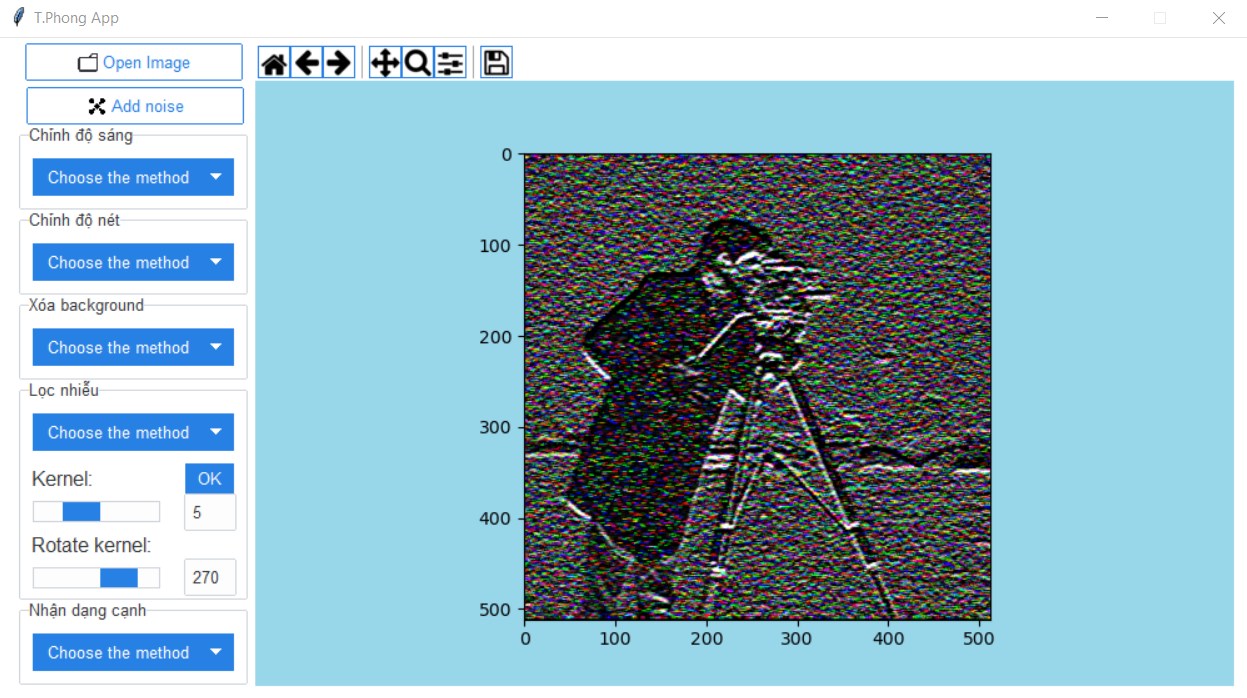 T.Phong App
Open Image
Add noise
Chỉnh độ sáng
Choose the method
Chỉnh độ nét
Choose the method
Xóa background
Choose the method
Lọc nhiễu
Choose the method
Kernel:
OK
5
Rotate kernel:
270
Nhận dạng cạnh
Choose the method
0
100
200
300
400
500
0 100 200 300 400 500